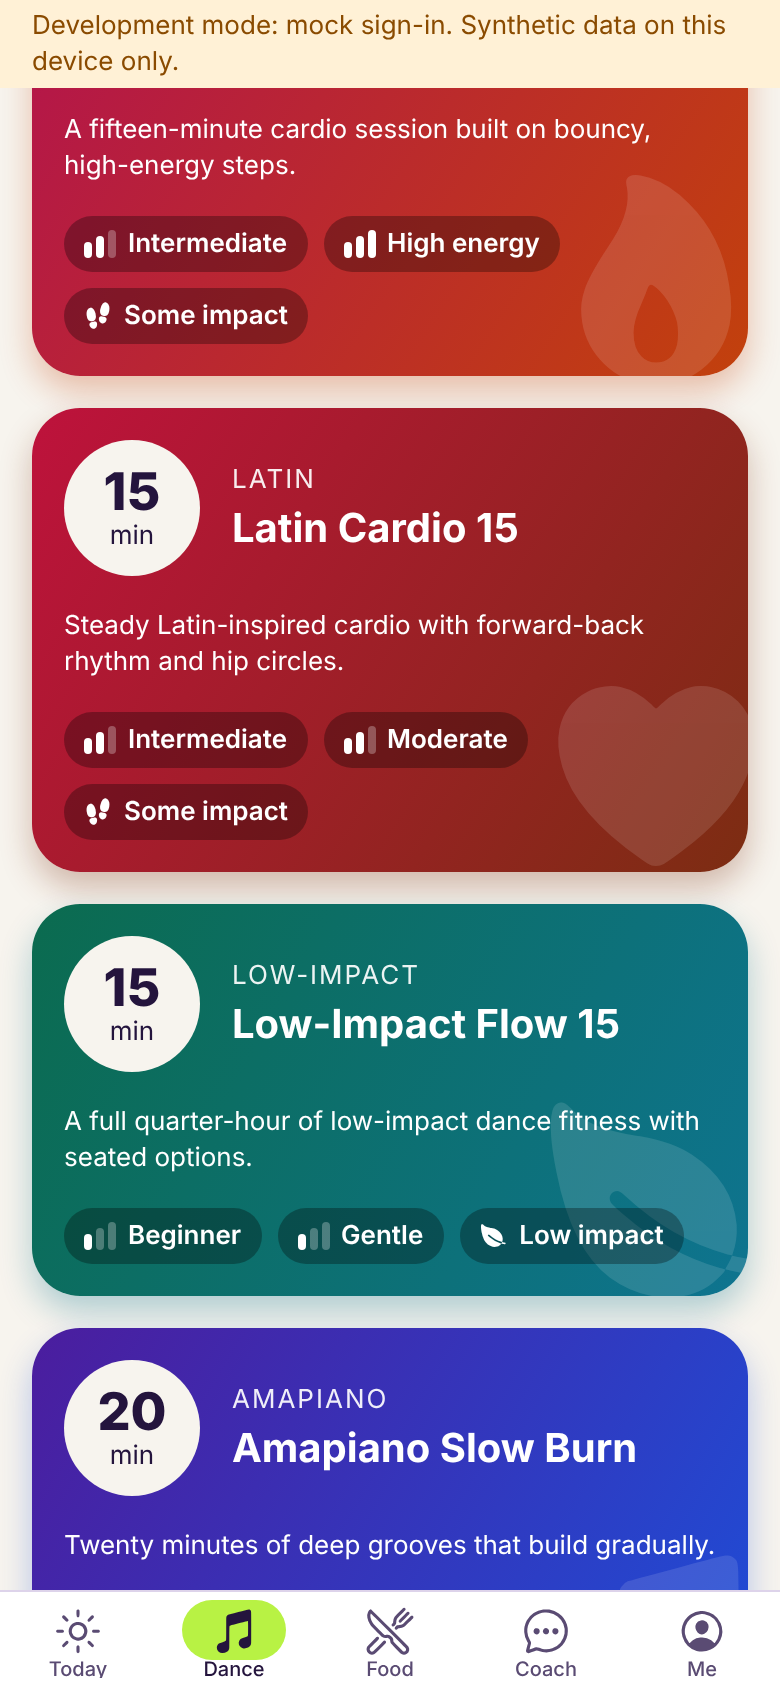 Development mode: mock sign-in. Synthetic data on this
device only.
A fifteen-minute cardio session built on bouncy,
high-energy steps.
Intermediate
High energy
Some impact
15
min
LATIN
Latin Cardio 15
Steady Latin-inspired cardio with forward-back
rhythm and hip circles.
Intermediate
Moderate
Some impact
15
min
LOW-IMPACT
Low-Impact Flow 15
A full quarter-hour of low-impact dance fitness with
seated options.
Beginner
Gentle
Low impact
20
min
AMAPIANO
Amapiano Slow Burn
Twenty minutes of deep grooves that build gradually.
Today
Dance
Food
Coach
Me